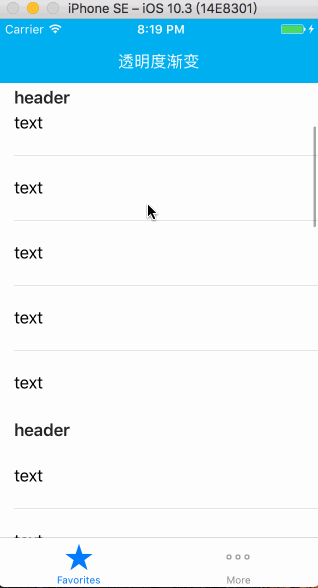 iPhone SE – iOS 10.3 (14E8301)
Carrier 8:19 PM
透明度渐变
header
text
text
text
text
text
header
text
text
Favorites More